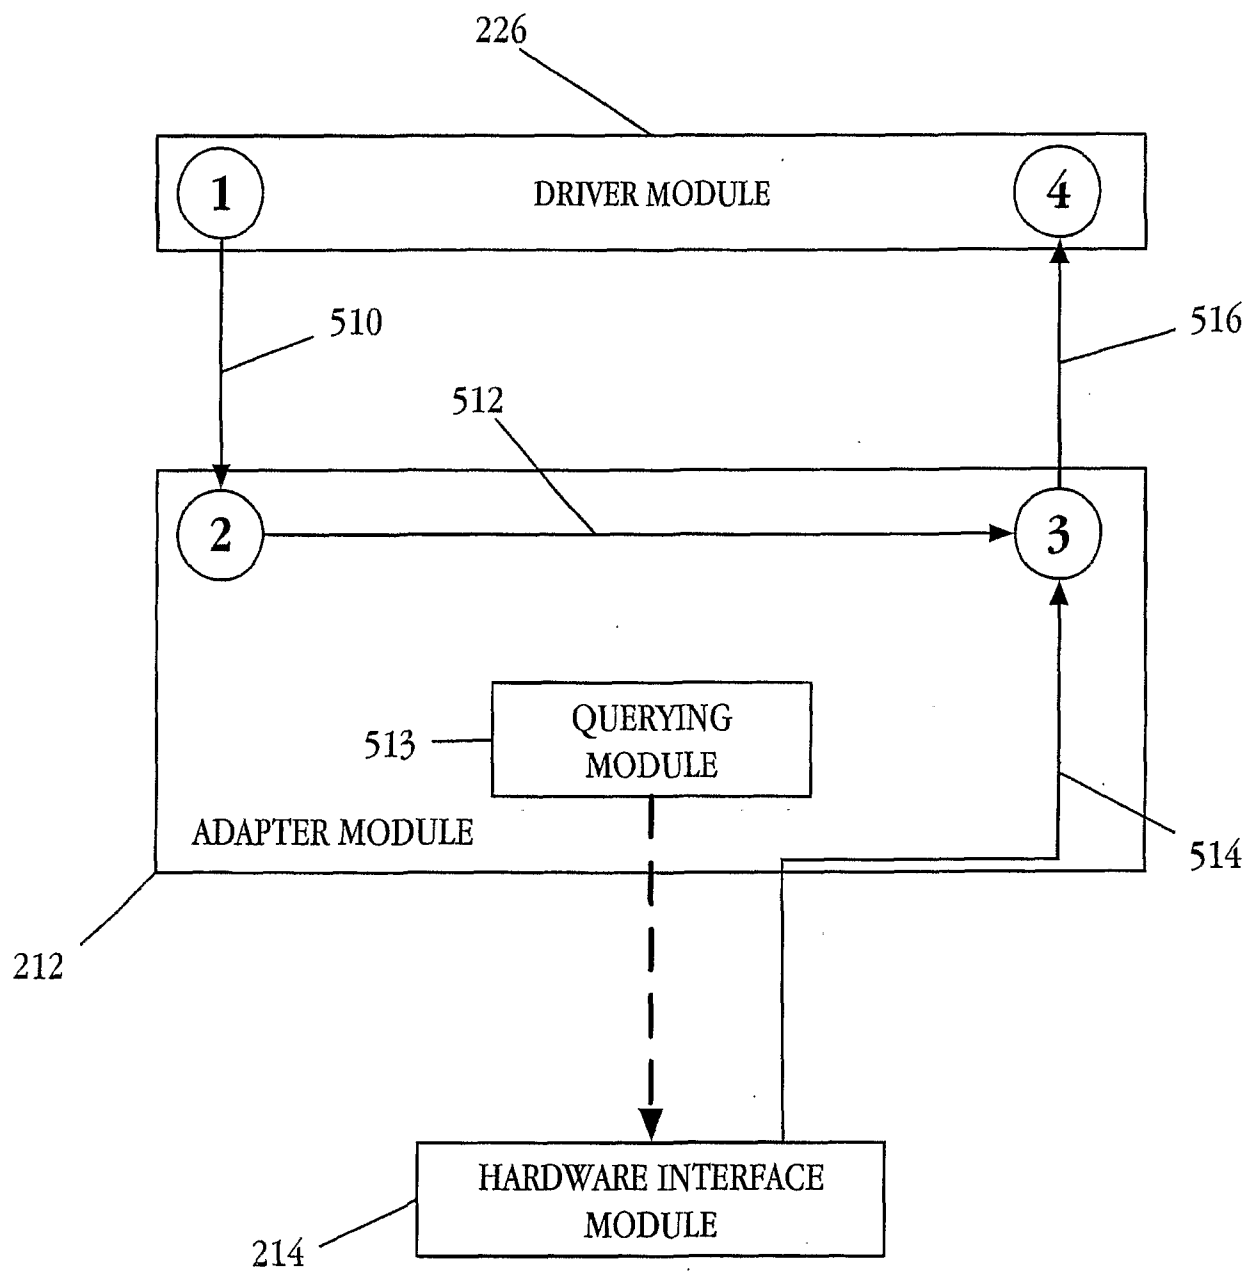 226
1
DRIVER MODULE
4
510
516
512
2
3
QUERYING
MODULE
513
ADAPTER MODULE
514
212
HARDWARE INTERFACE
MODULE
214